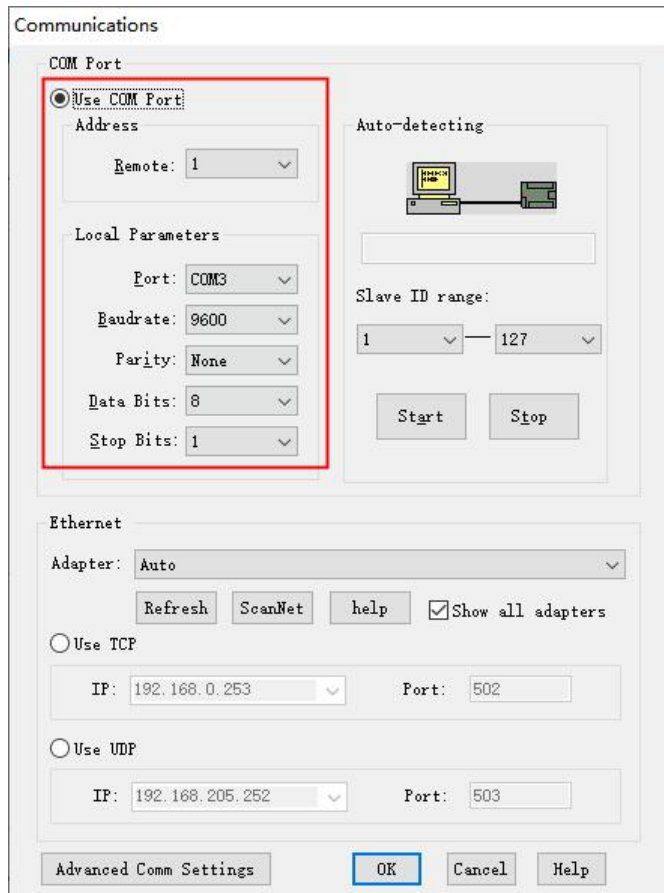 Communications
COM Port
Use COM Port
Address
Remote: 1
Local Parameters
Port: COM3
Baudrate: 9600
Parity: None
Data Bits: 8
Stop Bits: 1
Auto-detecting
Slave ID range:
1 — 127
Start Stop
Ethernet
Adapter: Auto
Refresh ScanNet help Show all adapters
Use TCP
IP: 192.168.0.253 Port: 502
Use UDP
IP: 192.168.205.252 Port: 503
Advanced Comm Settings OK Cancel Help